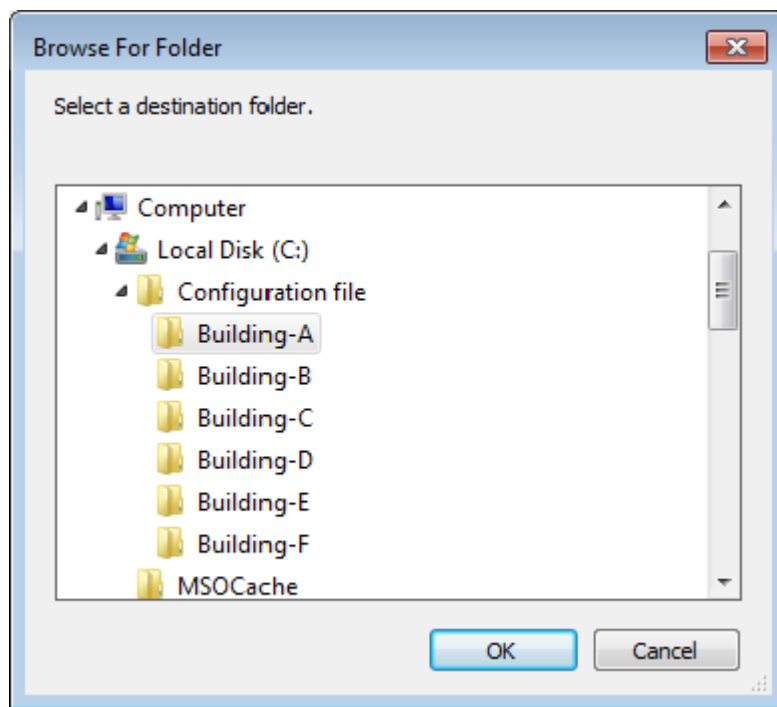 Browse For Folder
Select a destination folder.
Computer
Local Disk (C:)
Configuration file
Building-A
Building-B
Building-C
Building-D
Building-E
Building-F
MSOCache
OK Cancel